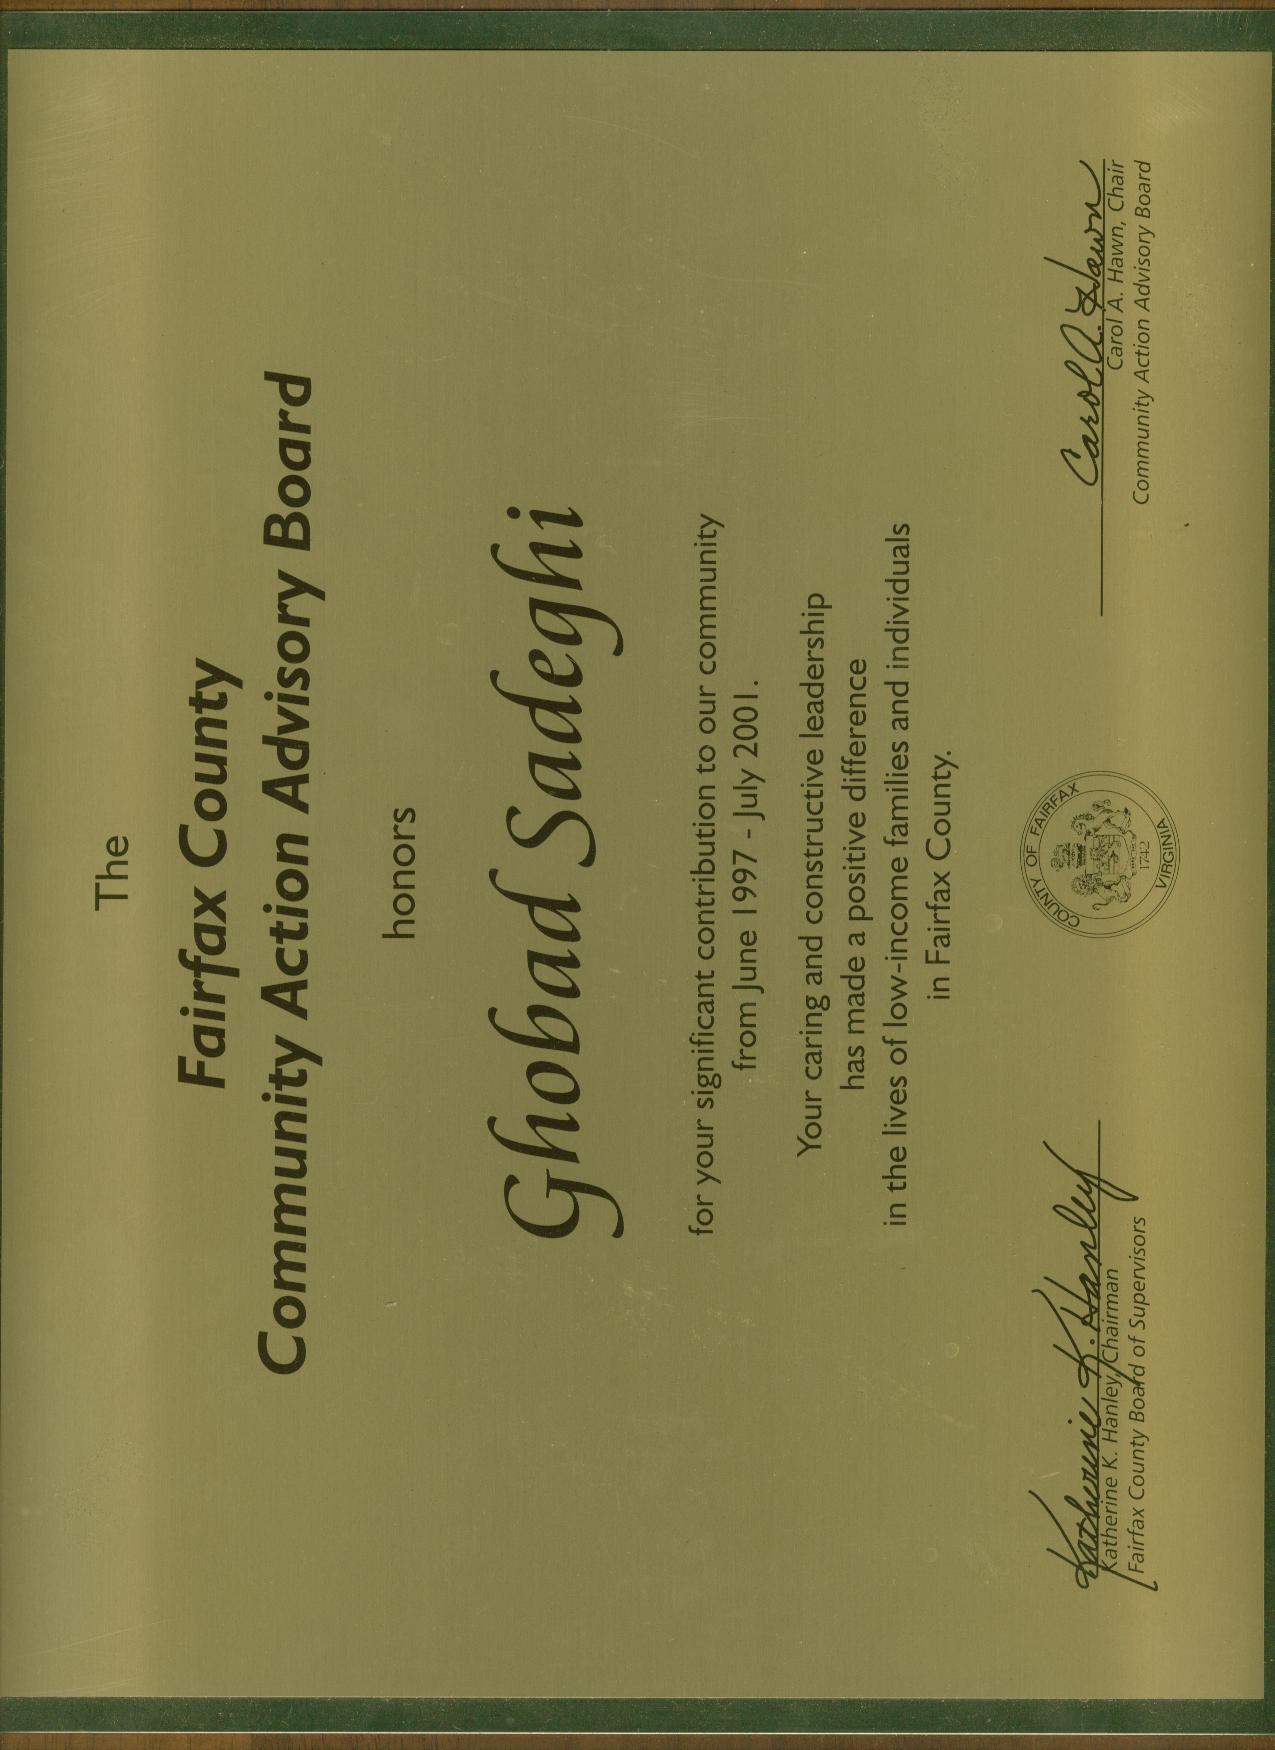 The
Fairfax County
Community Action Advisory Board
honors
Ghobad Sadeghi
for your significant contribution to our community
from June 1997 - July 2001.
Your caring and constructive leadership
has made a positive difference
in the lives of low-income families and individuals
in Fairfax County.
Katherine K. Hanley
Katherine K. Hanley, Chairman
Fairfax County Board of Supervisors
COUNTY OF FAIRFAX
1742
VIRGINIA
Carol A. Hawn
Carol A. Hawn, Chair
Community Action Advisory Board